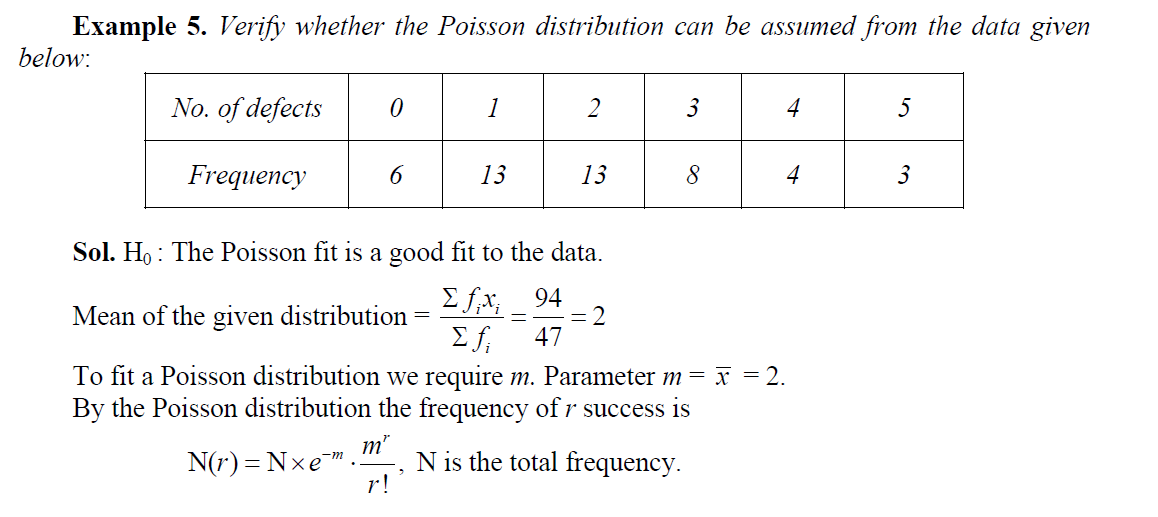 Example 5. Verify whether the Poisson distribution can be assumed from the data given
below:
No. of defects 0 1 2 3 4 5
Frequency 6 13 13 8 4 3
Sol. H₀ : The Poisson fit is a good fit to the data.
Mean of the given distribution = Σ fᵢxᵢ / Σ fᵢ = 94 / 47 = 2
To fit a Poisson distribution we require m. Parameter m = x̄ = 2.
By the Poisson distribution the frequency of r success is
N(r) = N × e⁻ᵐ · mʳ / r!, N is the total frequency.